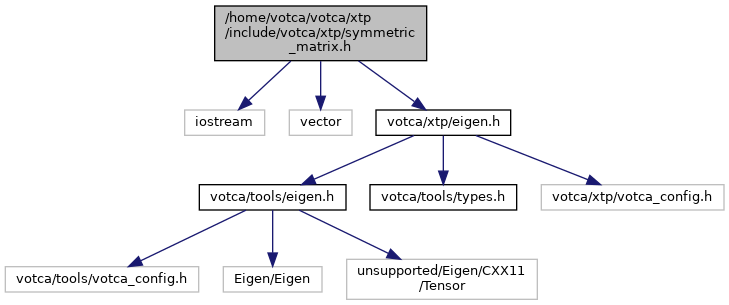 /home/votca/votca/xtp
/include/votca/xtp/symmetric
_matrix.h
iostream
vector
votca/xtp/eigen.h
votca/tools/eigen.h
votca/tools/types.h
votca/xtp/votca_config.h
votca/tools/votca_config.h
Eigen/Eigen
unsupported/Eigen/CXX11
/Tensor